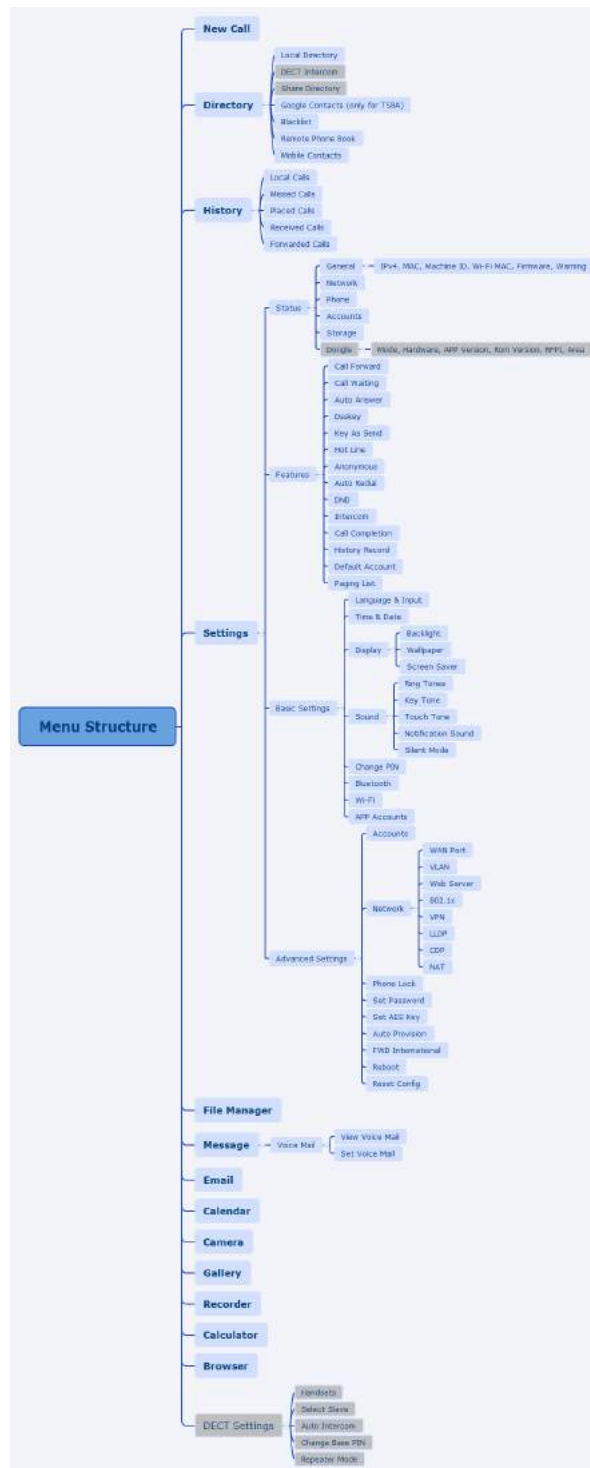 New Call
Local Directory
DECT Intercom
Share Directory
Directory
Google Contacts (only for T58A)
Blacklist
Remote Phone Book
Mobile Contacts
Local Calls
Missed Calls
History
Placed Calls
Received Calls
Forwarded Calls
General
IPv4, MAC, Machine ID, Wi-Fi MAC, Firmware, Warning
Network
Phone
Status
Accounts
Storage
Dongle
Mode, Hardware, APP Version, Rom Version, RFPI, Area
Call Forward
Call Waiting
Auto Answer
Dsskey
Key As Send
Hot Line
Anonymous
Features
Auto Redial
DND
Intercom
Call Completion
History Record
Default Account
Paging List
Settings
Language & Input
Time & Date
Display
Backlight
Wallpaper
Screen Saver
Basic Settings
Sound
Ring Tones
Key Tone
Touch Tone
Notification Sound
Silent Mode
Menu Structure
Change PIN
Bluetooth
Wi-Fi
APP Accounts
Accounts
Network
WAN Port
VLAN
Web Server
802.1x
VPN
LLDP
CDP
NAT
Advanced Settings
Phone Lock
Set Password
Set AES Key
Auto Provision
FWD International
Reboot
Reset Config
File Manager
Message
Voice Mail
View Voice Mail
Set Voice Mail
Email
Calendar
Camera
Gallery
Recorder
Calculator
Browser
DECT Settings
Handsets
Select Slave
Auto Intercom
Change Base PIN
Repeater Mode